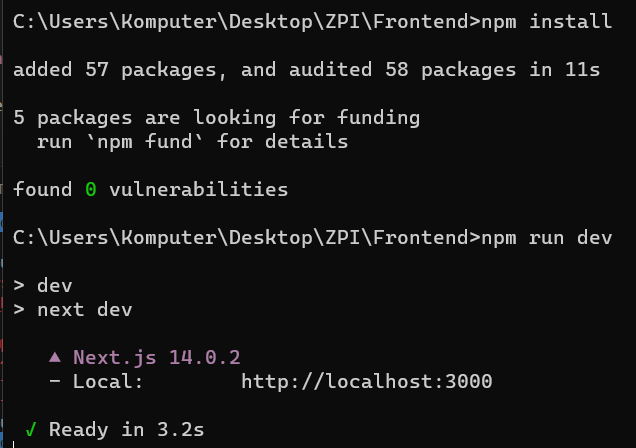 C:\Users\Komputer\Desktop\ZPI\Frontend>npm install
added 57 packages, and audited 58 packages in 11s
5 packages are looking for funding
  run `npm fund` for details
found 0 vulnerabilities
C:\Users\Komputer\Desktop\ZPI\Frontend>npm run dev
> dev
> next dev
   ▲ Next.js 14.0.2
   - Local:        http://localhost:3000
 ✓ Ready in 3.2s